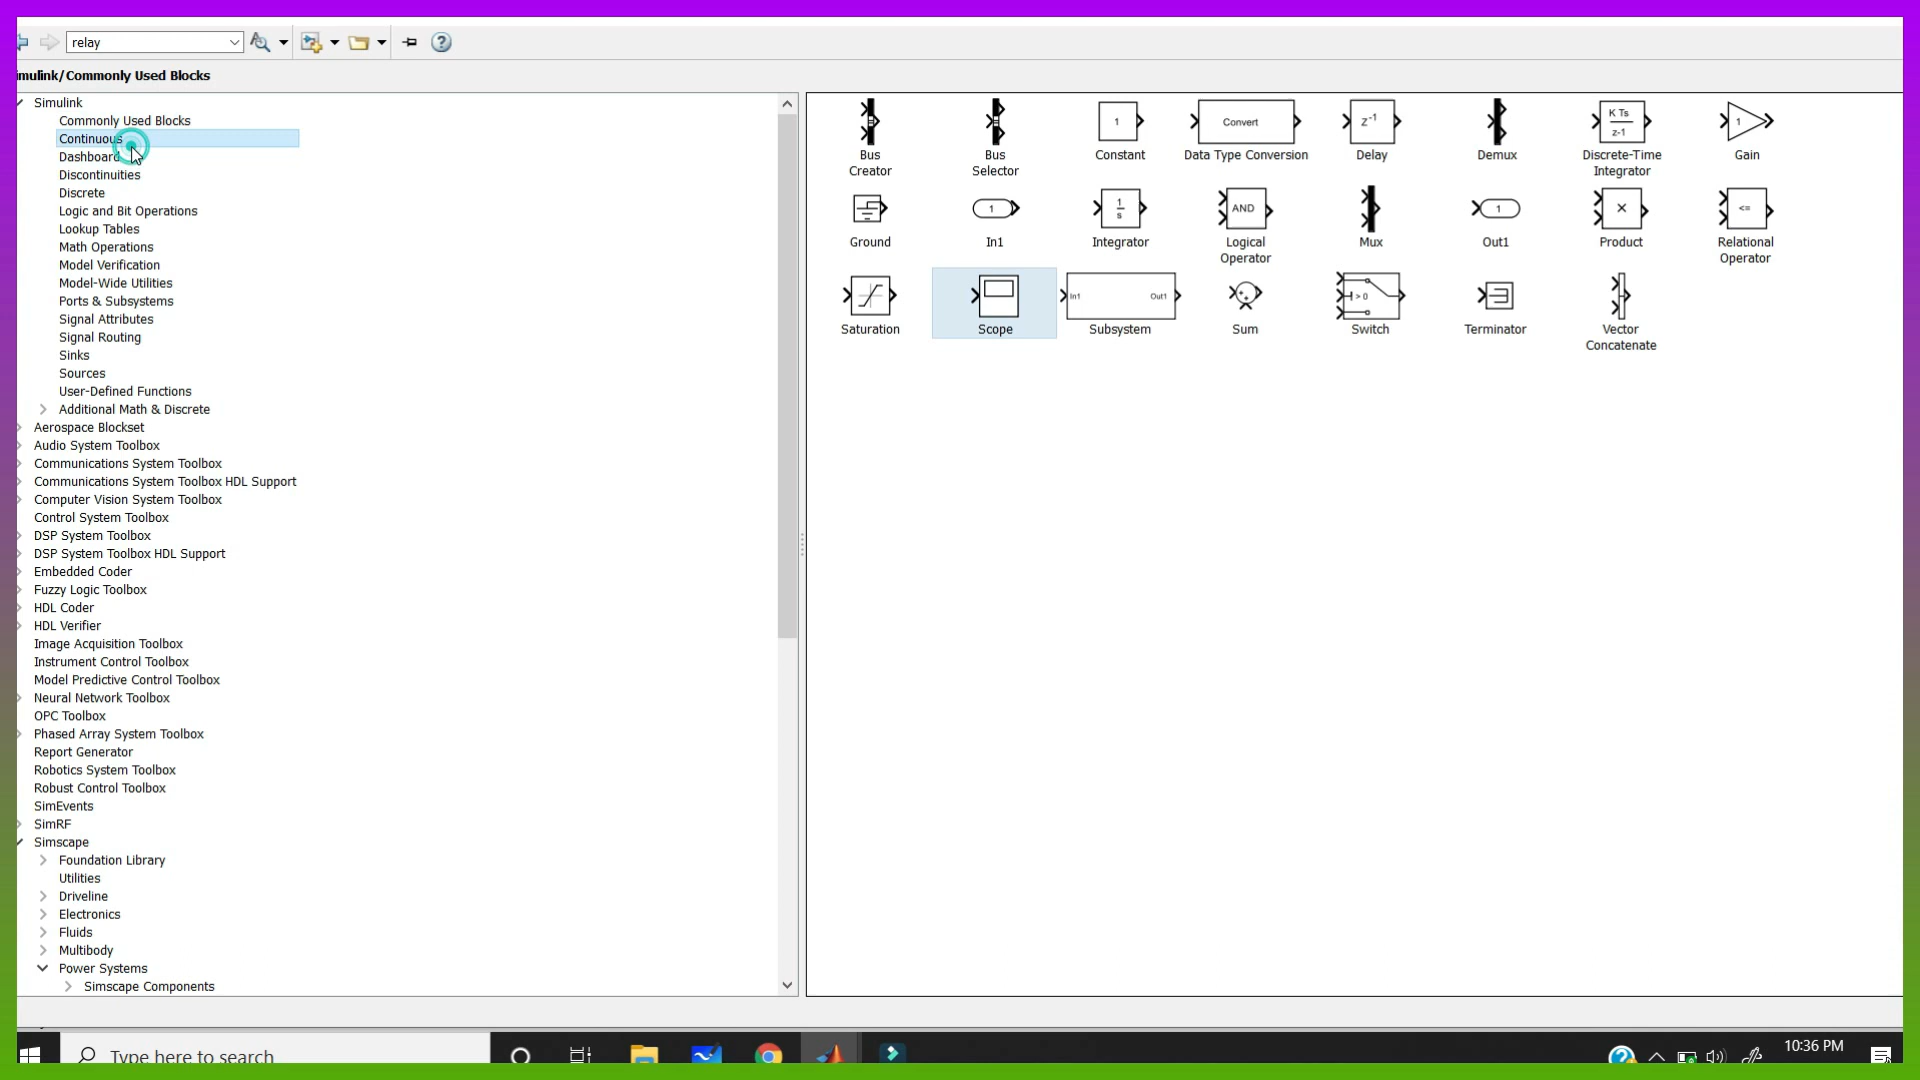 relay
imulink/Commonly Used Blocks
Simulink
Commonly Used Blocks
Continuous
Dashboard
Discontinuities
Discrete
Logic and Bit Operations
Lookup Tables
Math Operations
Model Verification
Model-Wide Utilities
Ports & Subsystems
Signal Attributes
Signal Routing
Sinks
Sources
User-Defined Functions
Additional Math & Discrete
Aerospace Blockset
Audio System Toolbox
Communications System Toolbox
Communications System Toolbox HDL Support
Computer Vision System Toolbox
Control System Toolbox
DSP System Toolbox
DSP System Toolbox HDL Support
Embedded Coder
Fuzzy Logic Toolbox
HDL Coder
HDL Verifier
Image Acquisition Toolbox
Instrument Control Toolbox
Model Predictive Control Toolbox
Neural Network Toolbox
OPC Toolbox
Phased Array System Toolbox
Report Generator
Robotics System Toolbox
Robust Control Toolbox
SimEvents
SimRF
Simscape
Foundation Library
Utilities
Driveline
Electronics
Fluids
Multibody
Power Systems
Simscape Components
1 Convert z-1 K Ts 1
z-1
Bus Bus Constant Data Type Conversion Delay Demux Discrete-Time Gain
Creator Selector Integrator
1 1 AND 1 × <=
s
Ground In1 Integrator Logical Mux Out1 Product Relational
Operator Operator
In1 Out1 > 0
Saturation Scope Subsystem Sum Switch Terminator Vector
Concatenate
Type here to search
10:36 PM